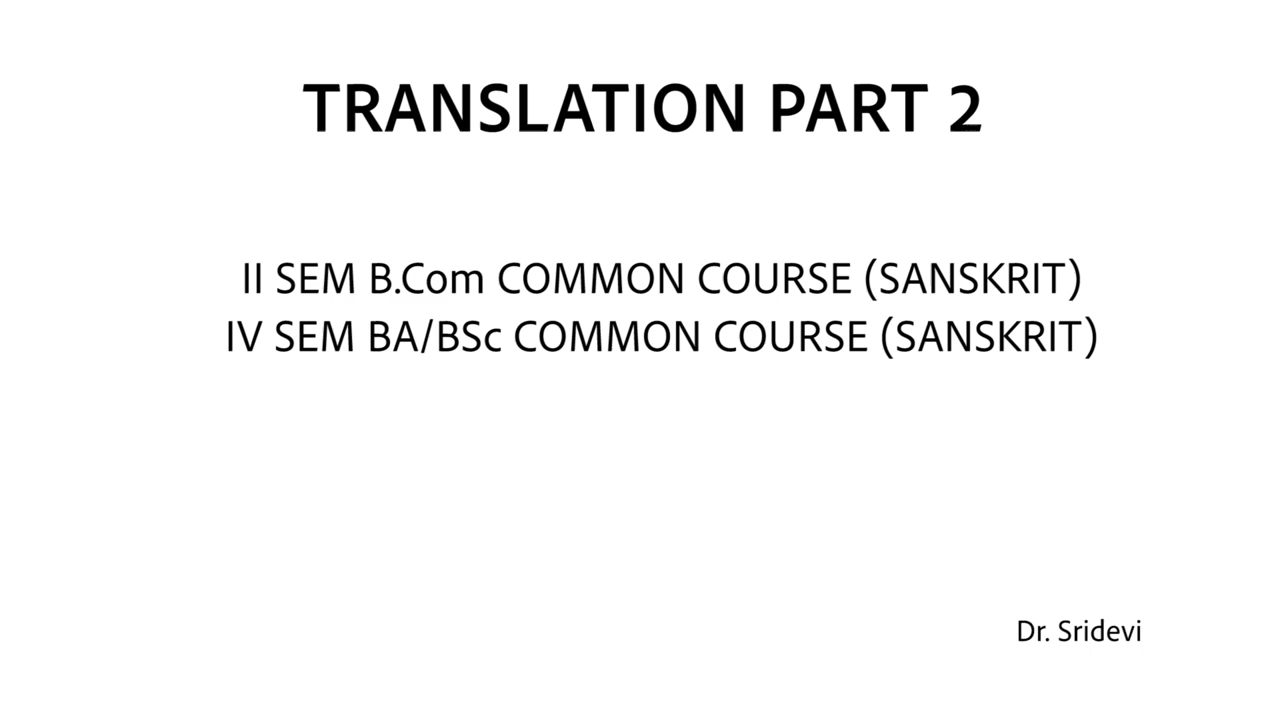 TRANSLATION PART 2
II SEM B.Com COMMON COURSE (SANSKRIT)
IV SEM BA/BSc COMMON COURSE (SANSKRIT)
Dr. Sridevi